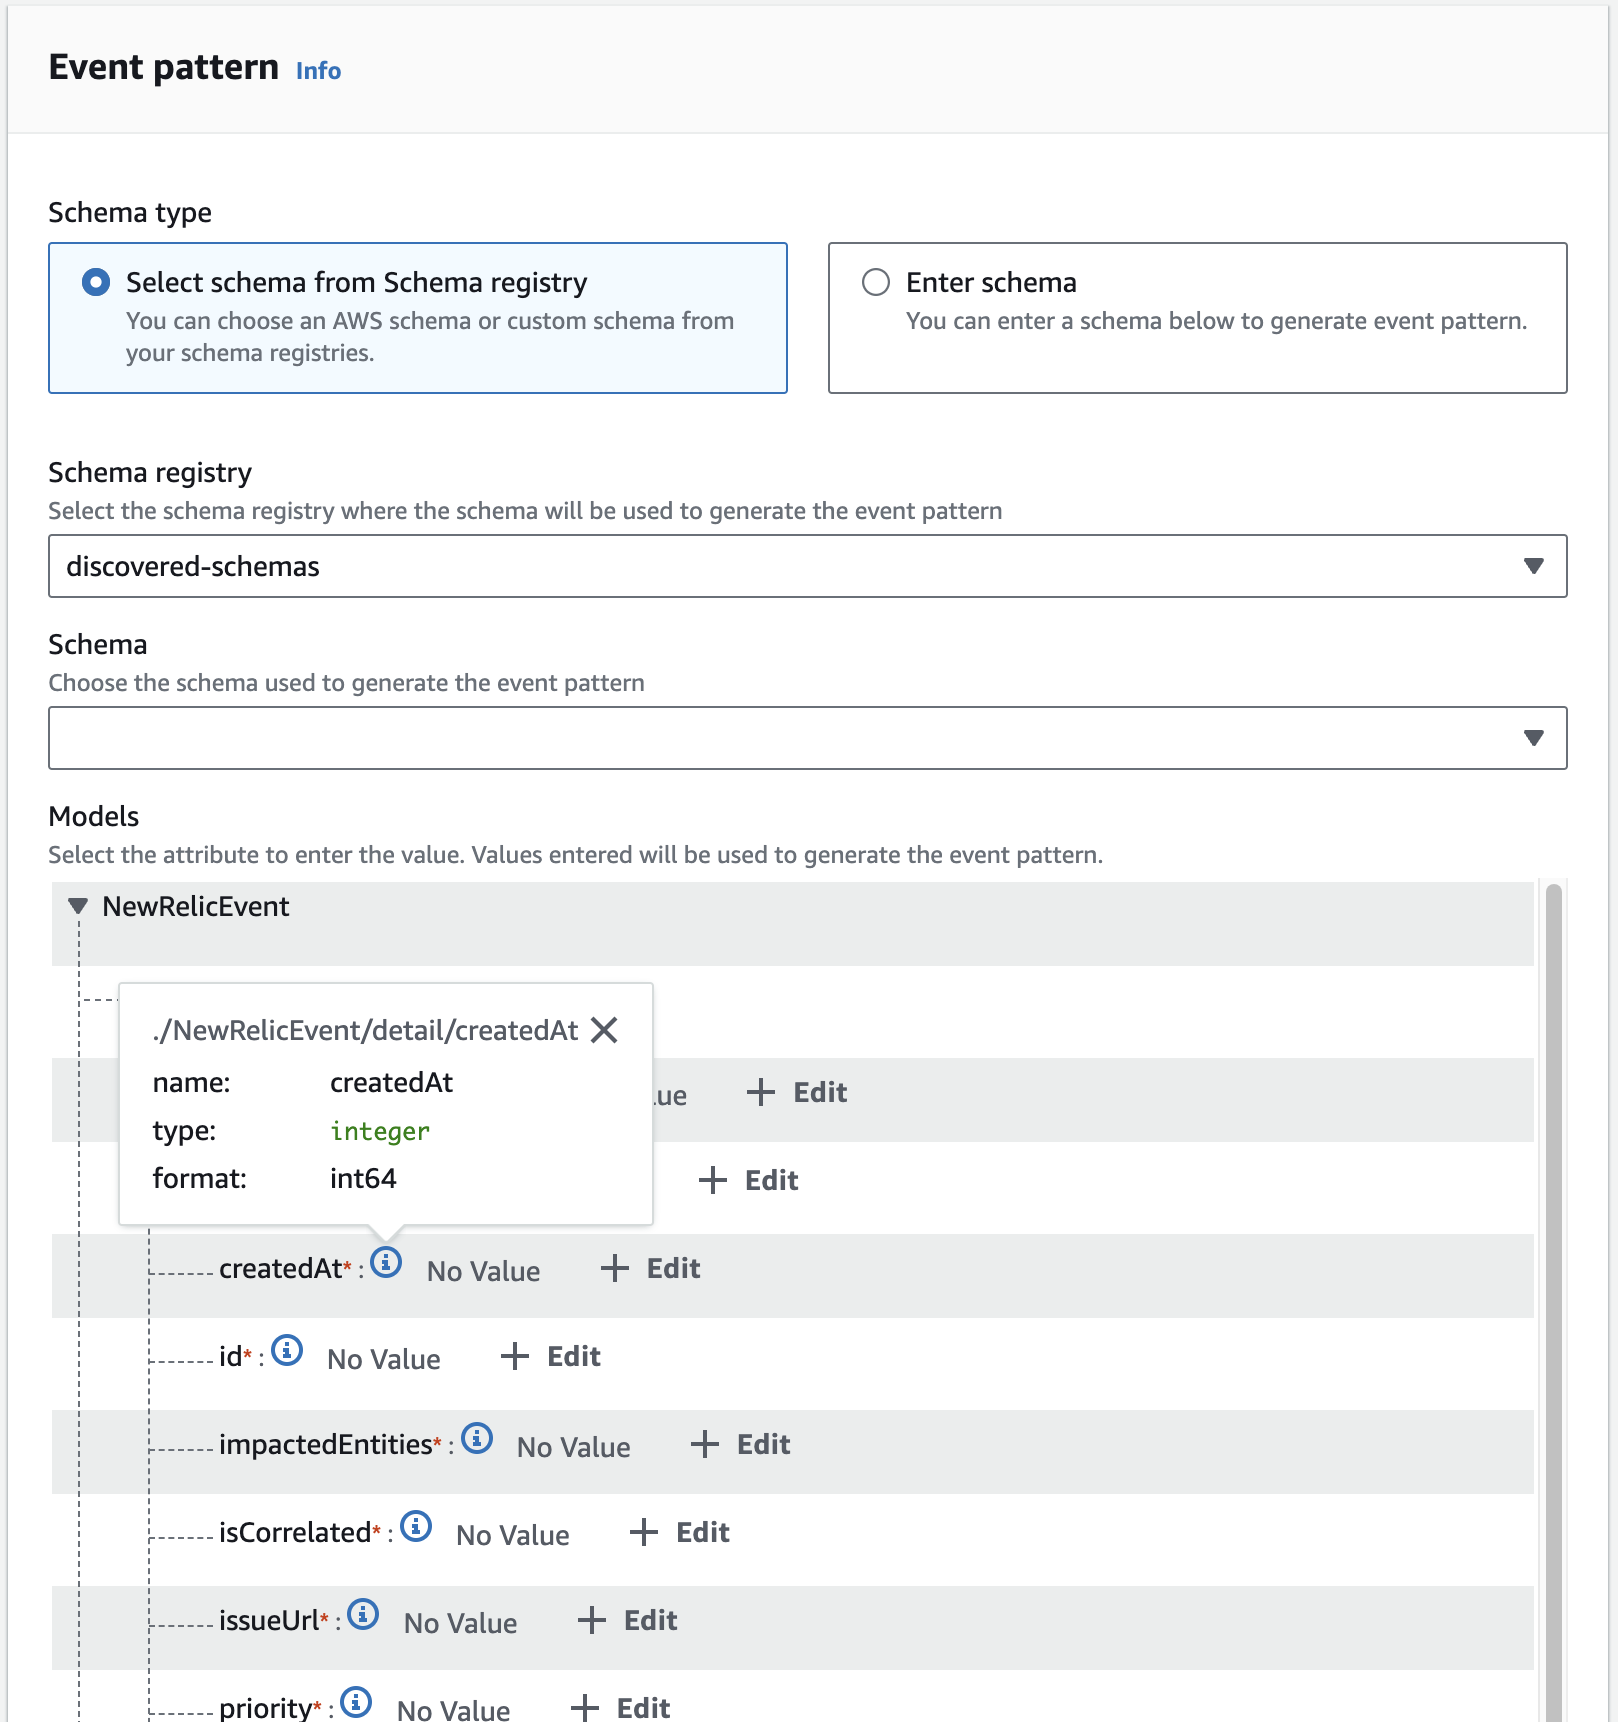 Event pattern Info
Schema type
Select schema from Schema registry
You can choose an AWS schema or custom schema from
your schema registries.
Enter schema
You can enter a schema below to generate event pattern.
Schema registry
Select the schema registry where the schema will be used to generate the event pattern
discovered-schemas
Schema
Choose the schema used to generate the event pattern
Models
Select the attribute to enter the value. Values entered will be used to generate the event pattern.
NewRelicEvent
./NewRelicEvent/detail/createdAt
name: createdAt
type: integer
format: int64
Edit
Edit
createdAt* : No Value + Edit
id* : No Value + Edit
impactedEntities* : No Value + Edit
isCorrelated* : No Value + Edit
issueUrl* : No Value + Edit
priority* : No Value + Edit